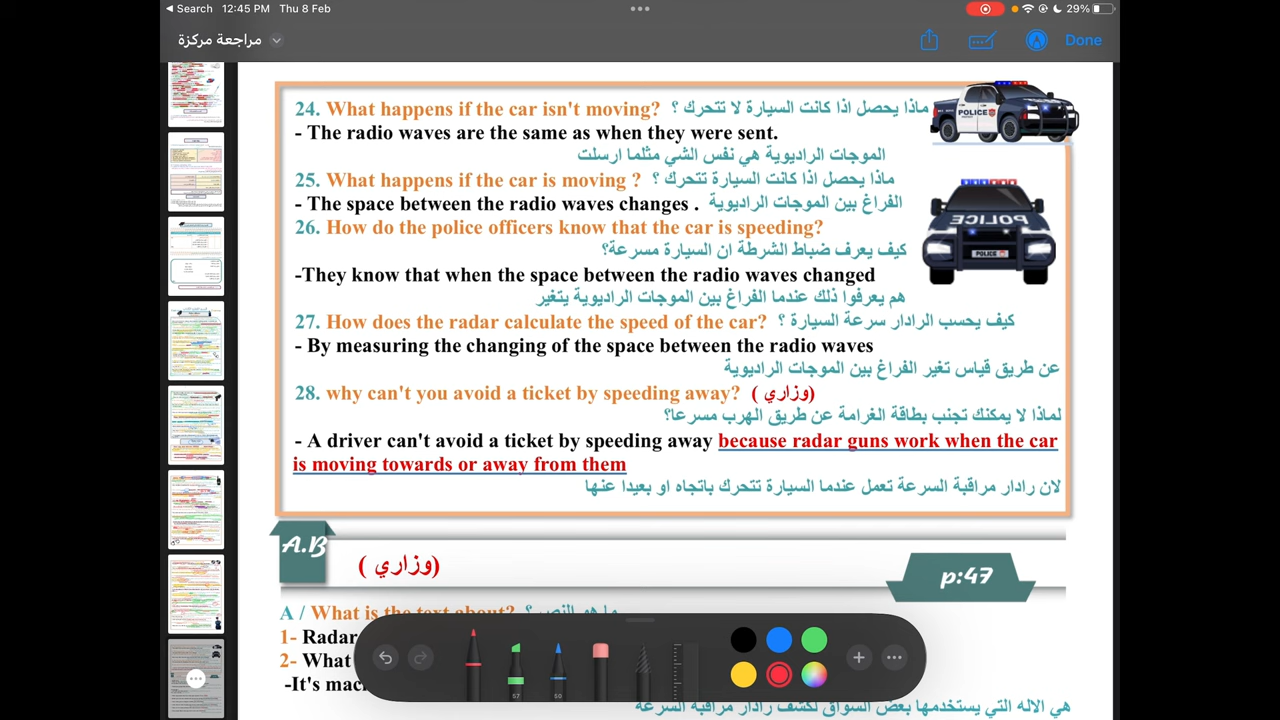 Search 12:45 PM Thu 8 Feb 29%
مراجعة مركزة
Done
24. What happens if the car isn't moving? ماذا يحصل اذا كانت السيارة لا تتحرك ؟
- The radio waves are the same as when they were sent.
الموجات الراديوية هي نفس الشي مثلما ارسلت
25. What happens if the car is moving ? ماذا يحصل اذا كانت السيارة تتحرك ؟
- The space between the radio waves changes . الفراغ بين الموجات الراديوية
26. How do the police officers know that the car is speeding?
كيف يعرف ضباط الشرطة ان السيارة مسرعة؟
-They know that when the space between the radio waves changed
هم يعرفوا ذلك عندما الفراغ بين الموجات الراديوية يتغير
27. How does the radar calculate the speed of the car? كيف يحسب الرادار سرعة السيارة ؟
- By measuring the changing of the space between the radio waves
عن طريق قياس تغير الفراغ بين الموجات الراديوية
28. why can't you avoid a ticket by speeding away? (وزاري )
لماذا لا يمكنك تجنب بطاقة الغرامة عن طريق الهرب مسرعا؟
- A driver can't avoid a ticket by speeding away because radar guns work when the car
is moving towards or away from them
لان رادار مراقبة السرعة يعمل عندما السيارة تتحرك باتجاه او بعيدا عنها
POLICE
POLICE
POLICE
A.B
(وزاري )
p:47
A / What is the text about?
1- Radar
2- What
-It's ma
هي الاله التي يستخدمها بعض السواق لكشف رادار مراقبة السرعة
57
50